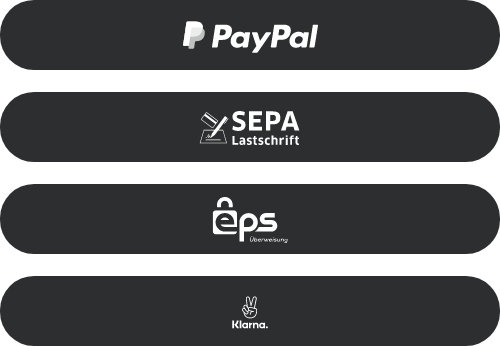 PayPal
SEPA
Lastschrift
eps
Überweisung
Klarna.